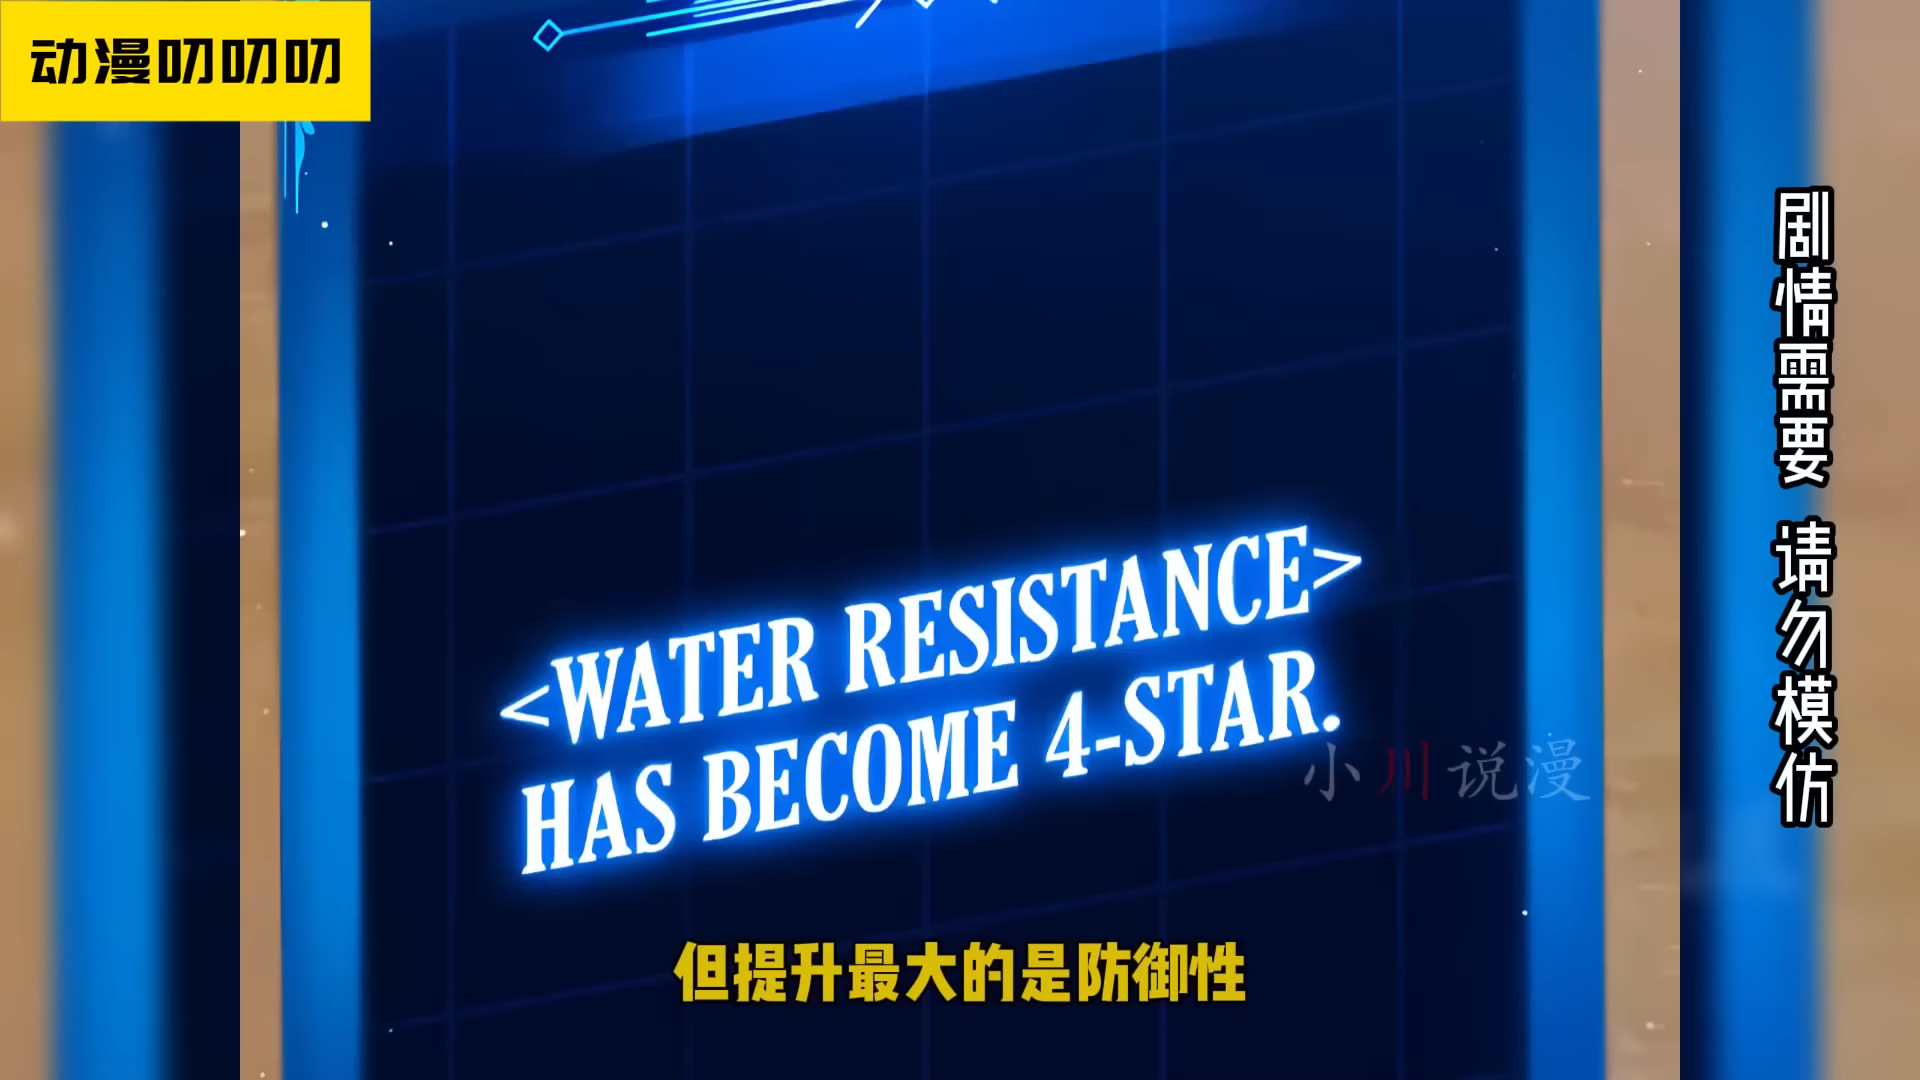 动漫叨叨叨
<WATER RESISTANCE>
HAS BECOME 4-STAR.
小川说漫
但提升最大的是防御性
剧情需要 请勿模仿